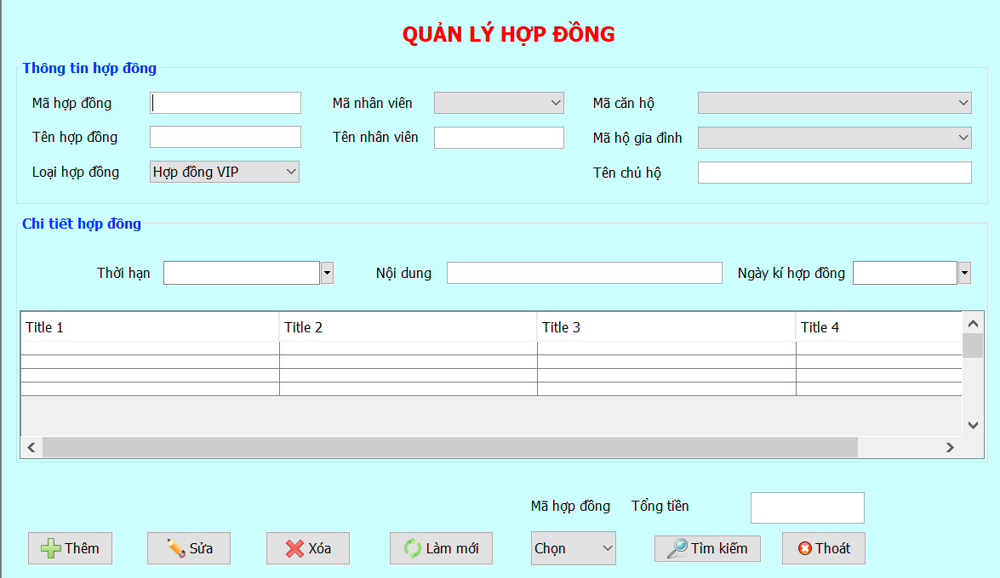 QUẢN LÝ HỢP ĐỒNG
Thông tin hợp đồng
Mã hợp đồng Mã nhân viên Mã căn hộ
Tên hợp đồng Tên nhân viên Mã hộ gia đình
Loại hợp đồng Hợp đồng VIP Tên chủ hộ
Chi tiết hợp đồng
Thời hạn Nội dung Ngày kí hợp đồng
Title 1 Title 2 Title 3 Title 4
Mã hợp đồng Tổng tiền
Thêm Sửa Xóa Làm mới Chọn Tìm kiếm Thoát